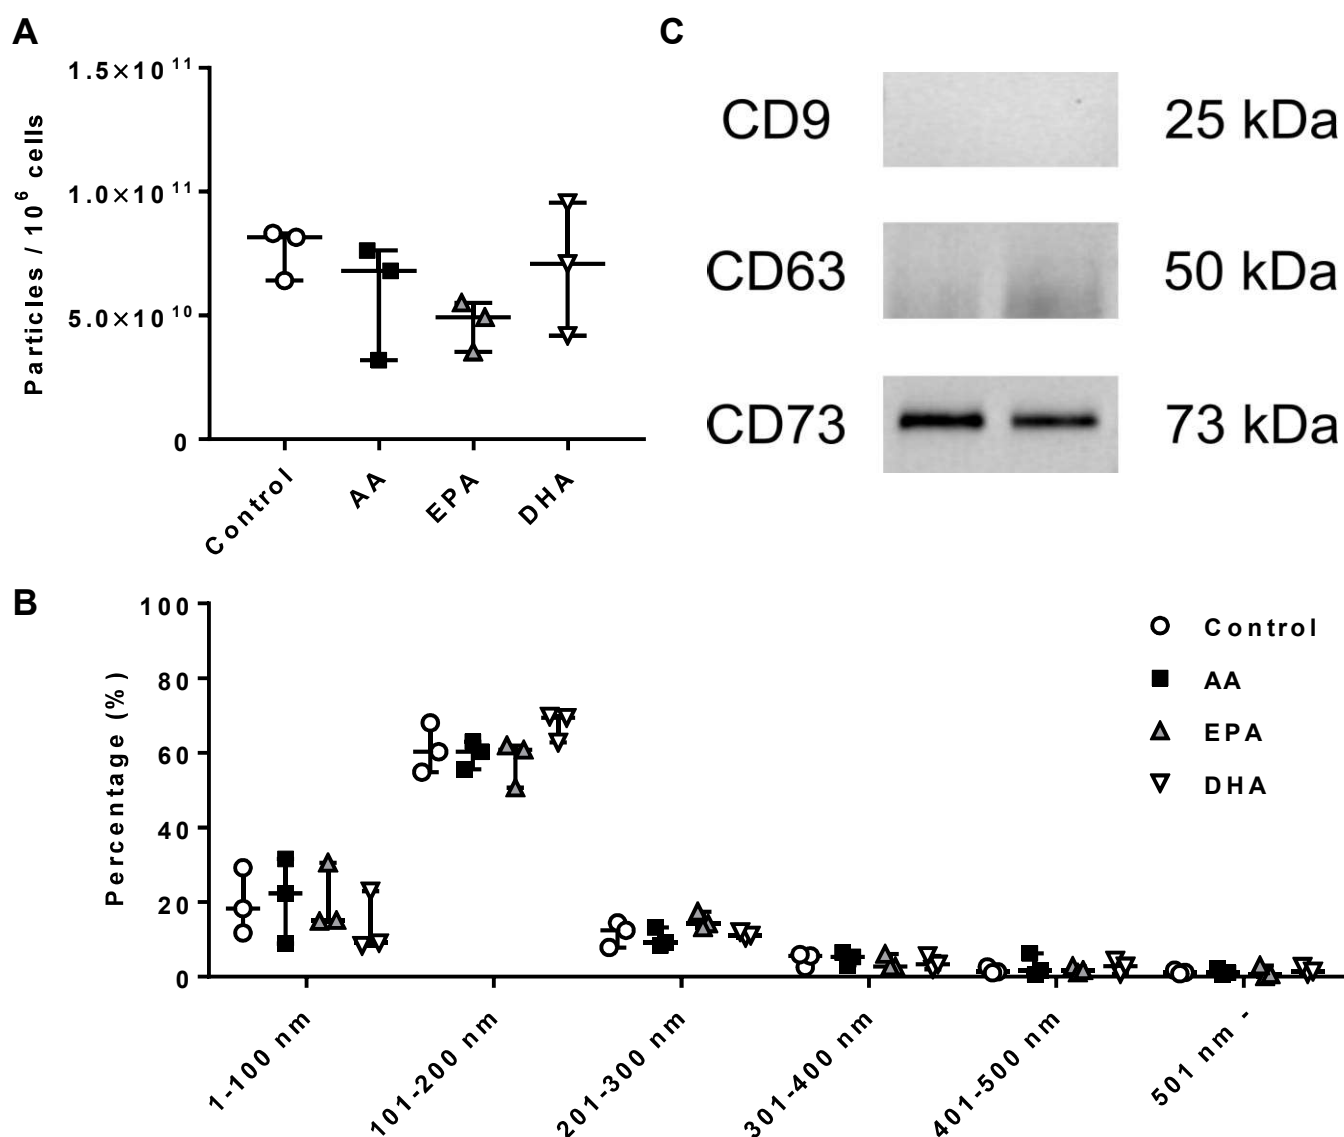 A
Particles / 10⁶ cells
1.5×10¹¹
1.0×10¹¹
5.0×10¹⁰
0
Control
AA
EPA
DHA
C
CD9
25 kDa
CD63
50 kDa
CD73
73 kDa
B
Percentage (%)
100
80
60
40
20
0
1-100 nm
101-200 nm
201-300 nm
301-400 nm
401-500 nm
501 nm -
Control
AA
EPA
DHA